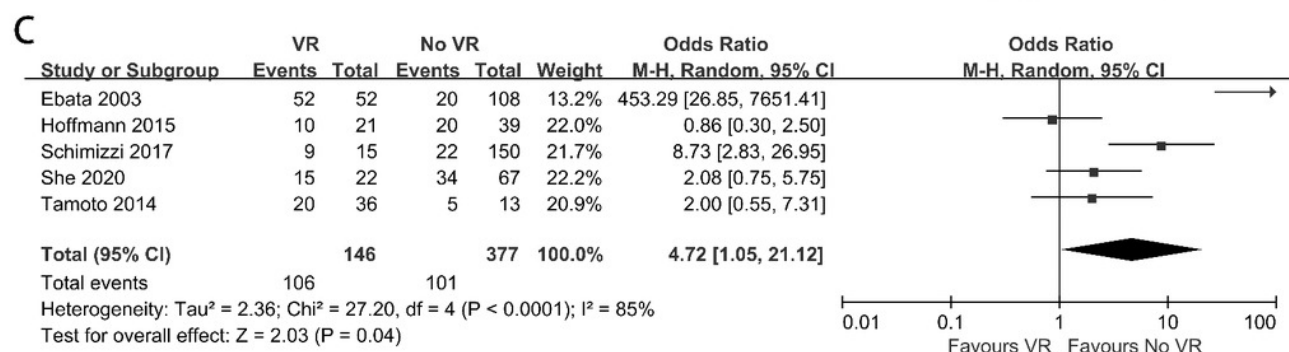 C
VR No VR Odds Ratio Odds Ratio
Study or Subgroup Events Total Events Total Weight M-H, Random, 95% CI M-H, Random, 95% CI
Ebata 2003 52 52 20 108 13.2% 453.29 [26.85, 7651.41]
Hoffmann 2015 10 21 20 39 22.0% 0.86 [0.30, 2.50]
Schimizzi 2017 9 15 22 150 21.7% 8.73 [2.83, 26.95]
She 2020 15 22 34 67 22.2% 2.08 [0.75, 5.75]
Tamoto 2014 20 36 5 13 20.9% 2.00 [0.55, 7.31]
Total (95% CI) 146 377 100.0% 4.72 [1.05, 21.12]
Total events 106 101
Heterogeneity: Tau² = 2.36; Chi² = 27.20, df = 4 (P < 0.0001); I² = 85%
Test for overall effect: Z = 2.03 (P = 0.04)
0.01 0.1 1 10 100
Favours VR Favours No VR